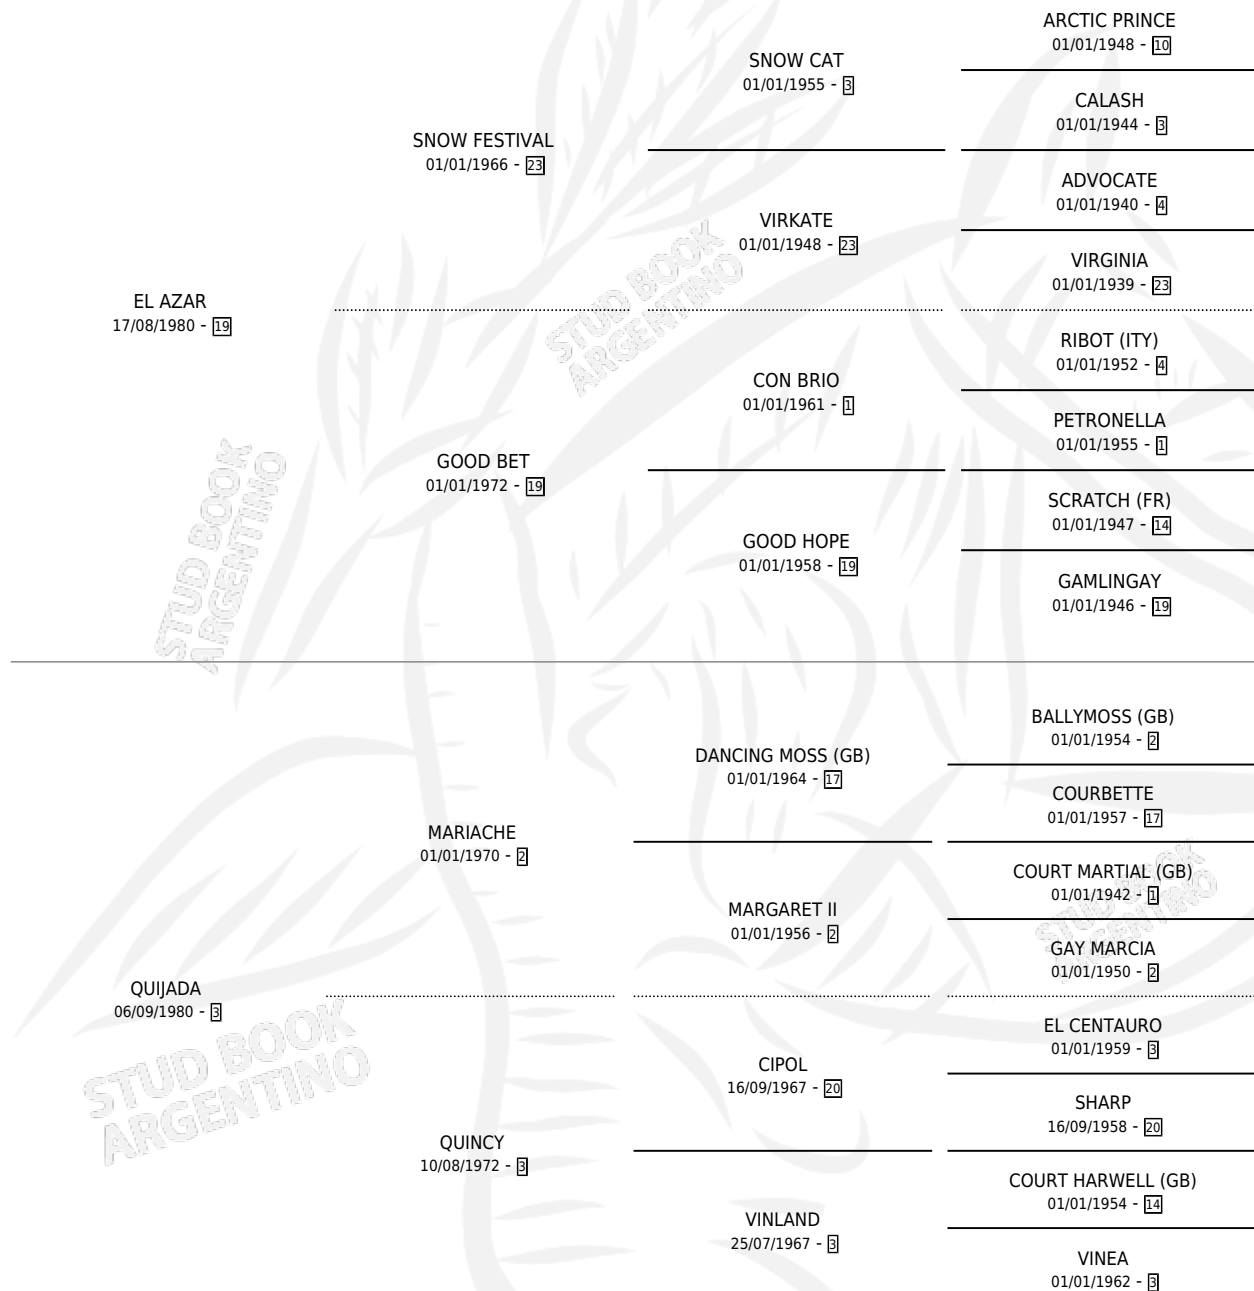 ARCTIC PRINCE
01/01/1948 - 10
SNOW CAT
01/01/1955 - 3
CALASH
01/01/1944 - 3
SNOW FESTIVAL
01/01/1966 - 23
ADVOCATE
01/01/1940 - 4
VIRKATE
01/01/1948 - 23
VIRGINIA
01/01/1939 - 23
EL AZAR
17/08/1980 - 19
RIBOT (ITY)
01/01/1952 - 4
CON BRIO
01/01/1961 - 1
PETRONELLA
01/01/1955 - 1
GOOD BET
01/01/1972 - 19
SCRATCH (FR)
01/01/1947 - 14
GOOD HOPE
01/01/1958 - 19
GAMLINGAY
01/01/1946 - 19
BALLYMOSS (GB)
01/01/1954 - 2
DANCING MOSS (GB)
01/01/1964 - 17
COURBETTE
01/01/1957 - 17
MARIACHE
01/01/1970 - 2
COURT MARTIAL (GB)
01/01/1942 - 1
MARGARET II
01/01/1956 - 2
GAY MARCIA
01/01/1950 - 2
QUIJADA
06/09/1980 - 3
EL CENTAURO
01/01/1959 - 3
CIPOL
16/09/1967 - 20
SHARP
16/09/1958 - 20
QUINCY
10/08/1972 - 3
COURT HARWELL (GB)
01/01/1954 - 14
VINLAND
25/07/1967 - 3
VINEA
01/01/1962 - 3
STUD BOOK
ARGENTINO
STUD BOOK
ARGENTINO
STUD BOOK
ARGENTINO
STUD BOOK
ARGENTINO